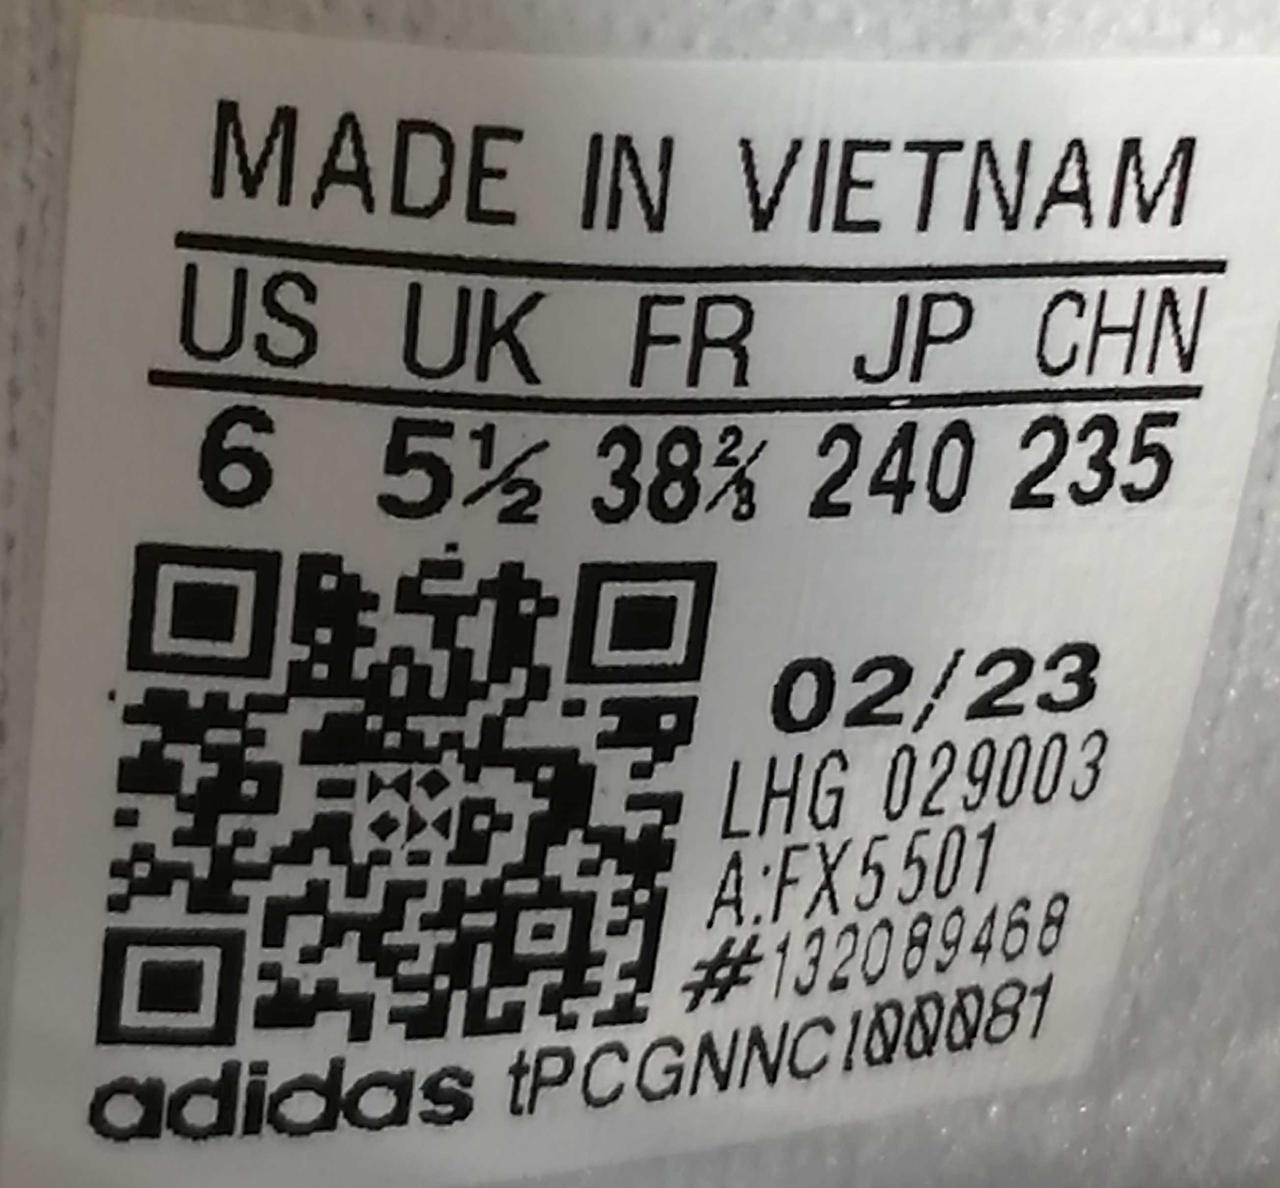 MADE IN VIETNAM
US UK FR JP CHN
6 5½ 38⅔ 240 235
02/23
LHG 029003
A:FX5501
#132089468
adidas tPCGNNCI000081